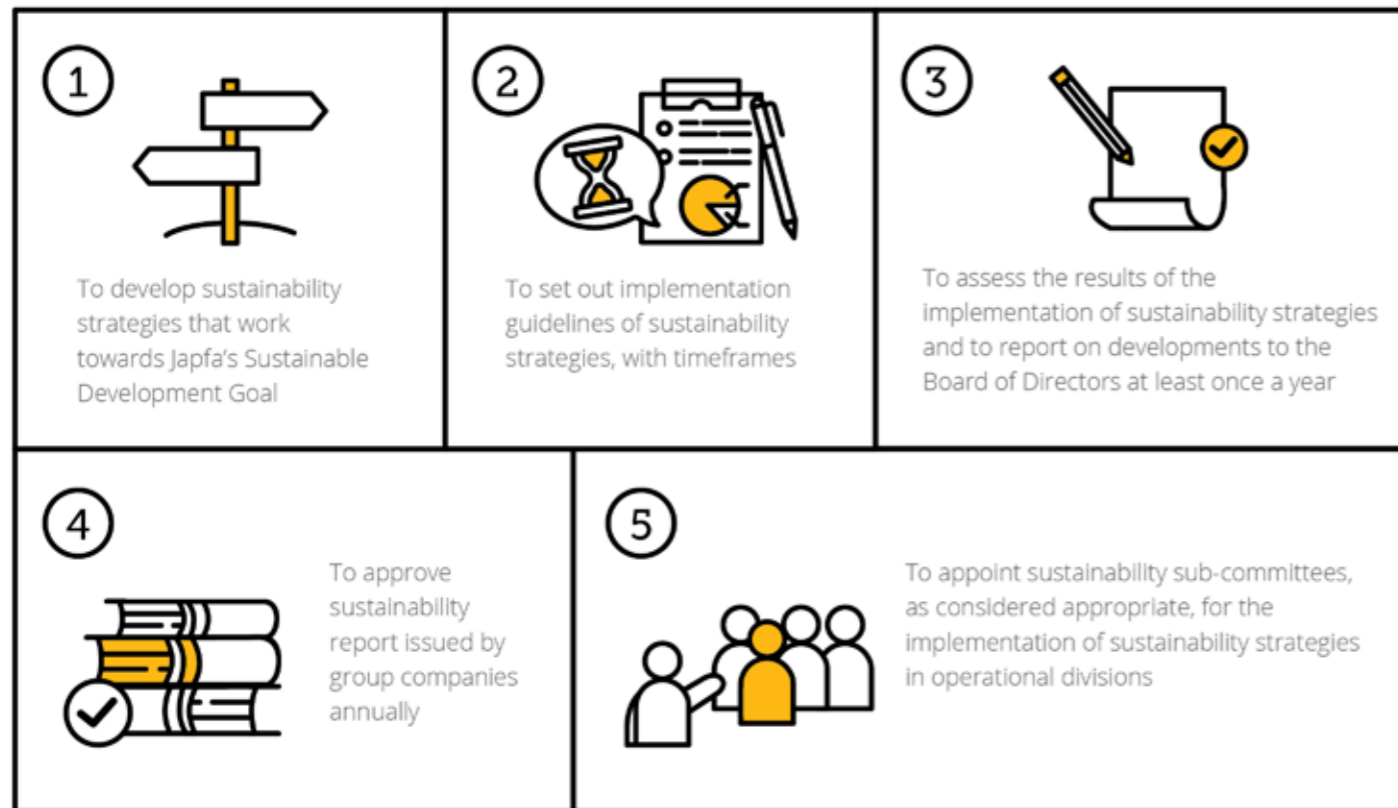 1
To develop sustainability
strategies that work
towards Japfa's Sustainable
Development Goal
2
To set out implementation
guidelines of sustainability
strategies, with timeframes
3
To assess the results of the
implementation of sustainability strategies
and to report on developments to the
Board of Directors at least once a year
4
To approve
sustainability
report issued by
group companies
annually
5
To appoint sustainability sub-committees,
as considered appropriate, for the
implementation of sustainability strategies
in operational divisions